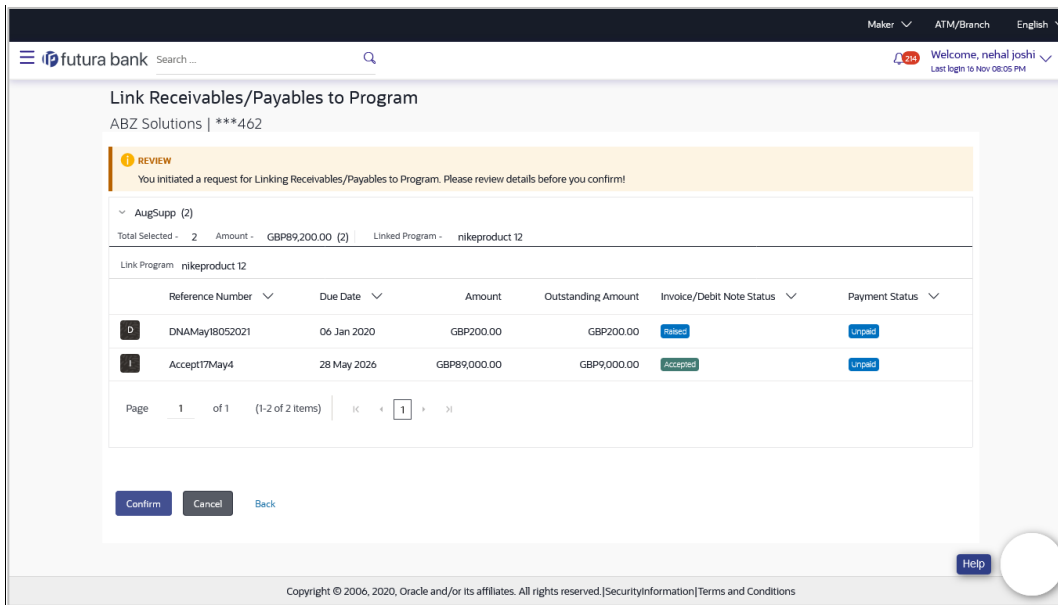 Maker ATM/Branch English
futura bank Search ... 214 Welcome, nehal joshi
Last login 16 Nov 08:05 PM
Link Receivables/Payables to Program
ABZ Solutions | ***462
REVIEW
You initiated a request for Linking Receivables/Payables to Program. Please review details before you confirm!
AugSupp (2)
Total Selected - 2 Amount - GBP89,200.00 (2) Linked Program - nikeproduct 12
Link Program nikeproduct 12
Reference Number Due Date Amount Outstanding Amount Invoice/Debit Note Status Payment Status
D DNAMay18052021 06 Jan 2020 GBP200.00 GBP200.00 Raised Unpaid
I Accept17May4 28 May 2026 GBP89,000.00 GBP9,000.00 Accepted Unpaid
Page 1 of 1 (1-2 of 2 items) 1
Confirm Cancel Back
Help
Copyright © 2006, 2020, Oracle and/or its affiliates. All rights reserved.|SecurityInformation|Terms and Conditions